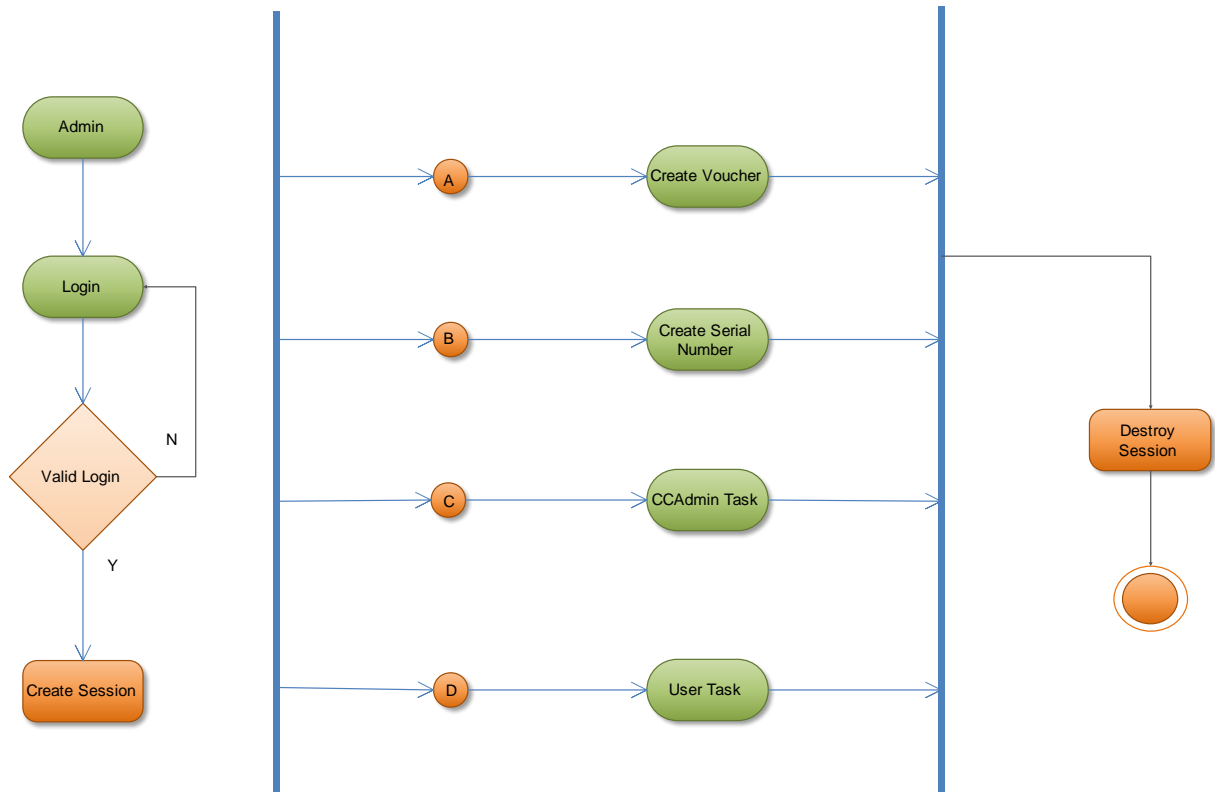 Admin
Login
N
Valid Login
Y
Create Session
A
Create Voucher
B
Create Serial
Number
C
CCAdmin Task
D
User Task
Destroy
Session